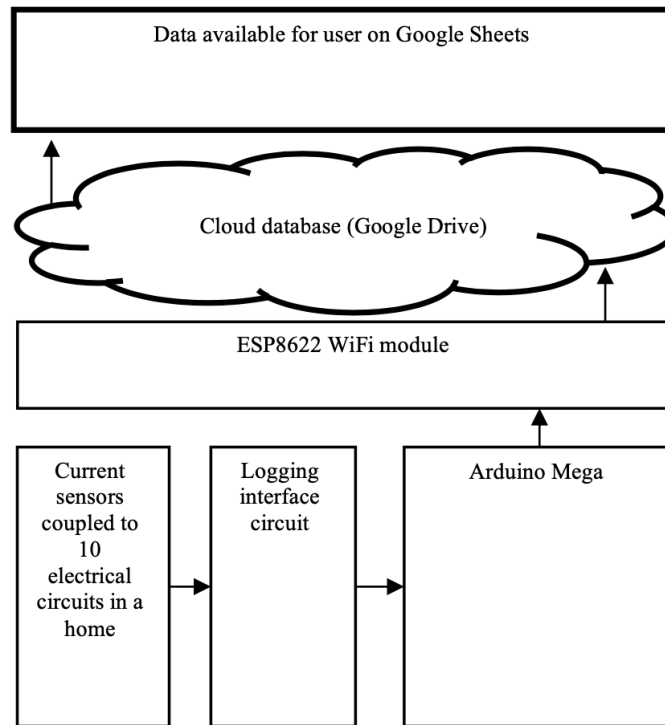 Data available for user on Google Sheets
Cloud database (Google Drive)
ESP8622 WiFi module
Current
sensors
coupled to
10
electrical
circuits in a
home
Logging
interface
circuit
Arduino Mega